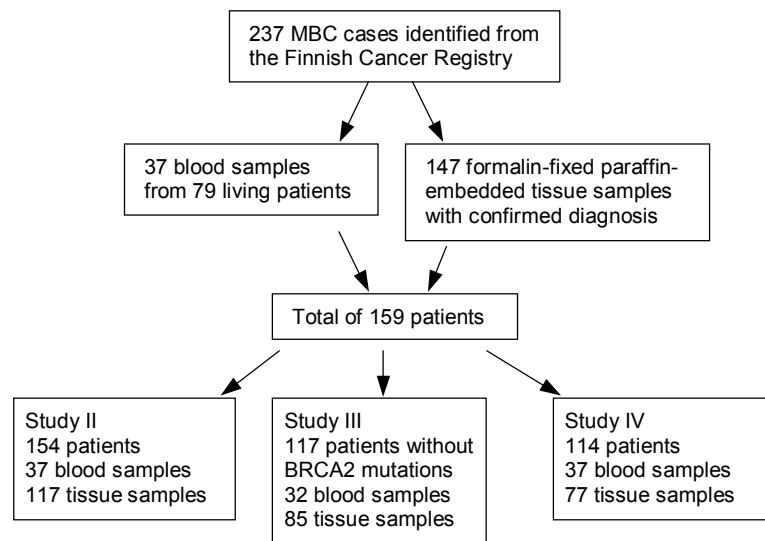 237 MBC cases identified from
the Finnish Cancer Registry
37 blood samples
from 79 living patients
147 formalin-fixed paraffin-
embedded tissue samples
with confirmed diagnosis
Total of 159 patients
Study II
154 patients
37 blood samples
117 tissue samples
Study III
117 patients without
BRCA2 mutations
32 blood samples
85 tissue samples
Study IV
114 patients
37 blood samples
77 tissue samples